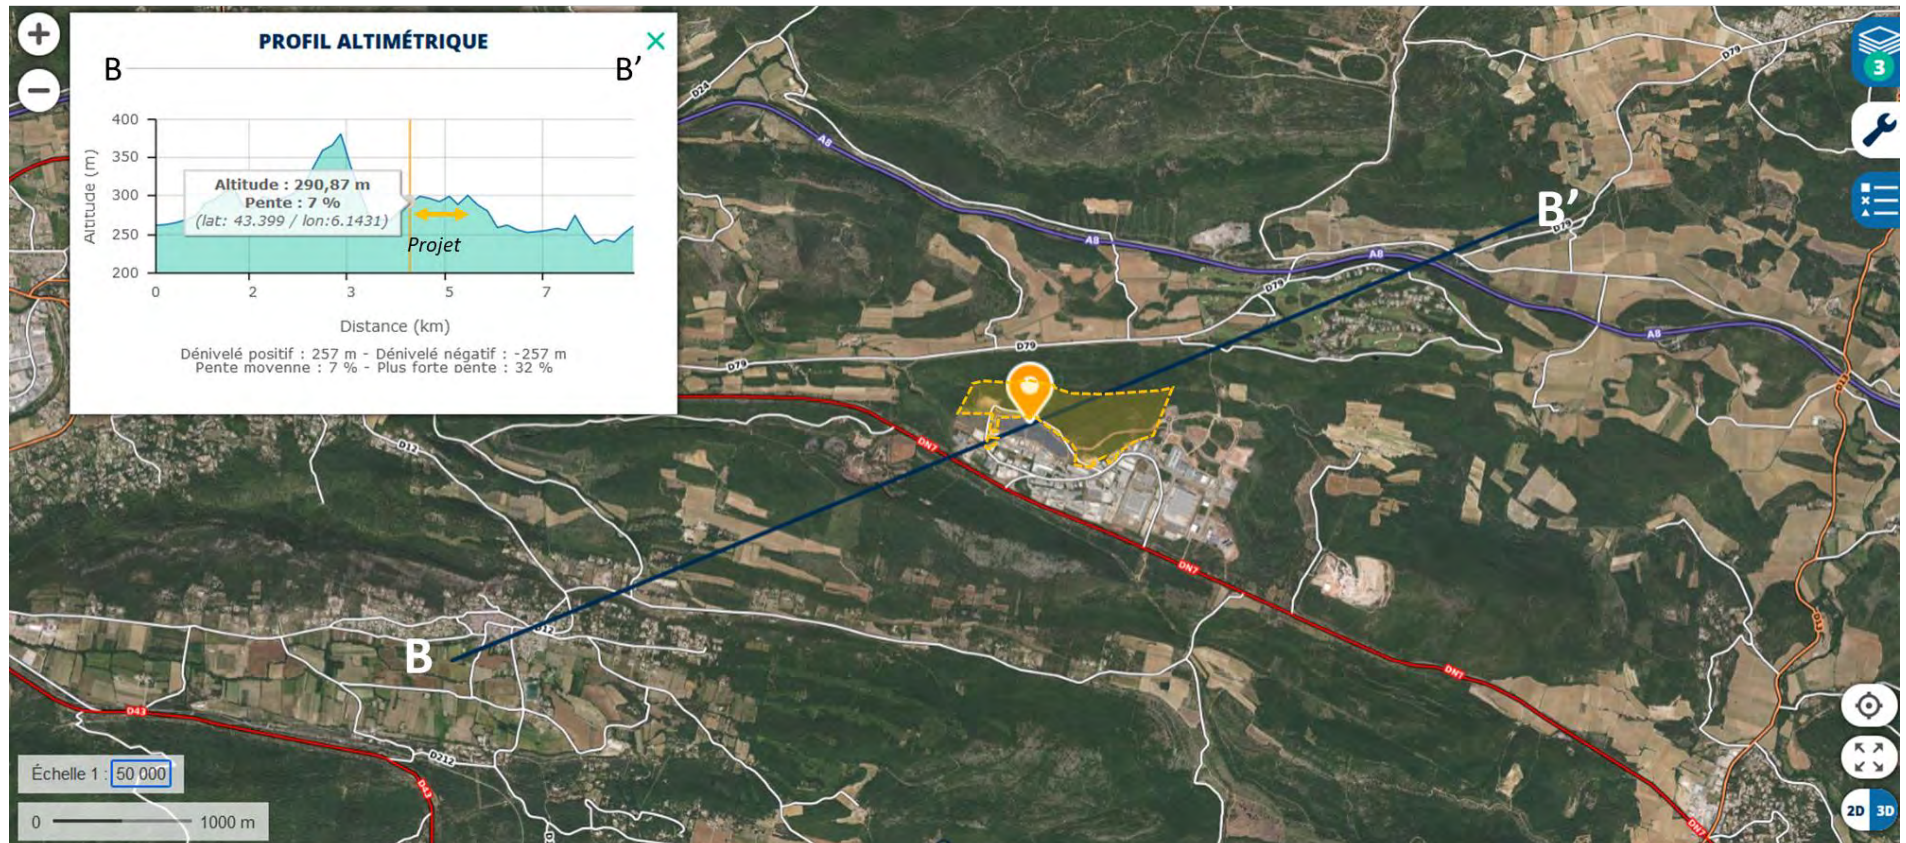 PROFIL ALTIMÉTRIQUE
B
B'
400
350
300
250
200
Altitude (m)
Altitude : 290,87 m
Pente : 7 %
(lat: 43.399 / lon:6.1431)
Projet
0
2
3
5
7
Distance (km)
Dénivelé positif : 257 m - Dénivelé négatif : -257 m
Pente moyenne : 7 % - Plus forte pente : 32 %
D24
D79
3
A8
B'
D79
A8
A8
D79
A8
D79
D79
D13
D12
DN7
DN7
D12
B
D13
DN7
D43
D212
D43
DN7
Échelle 1 : 50 000
0
1000 m
2D
3D